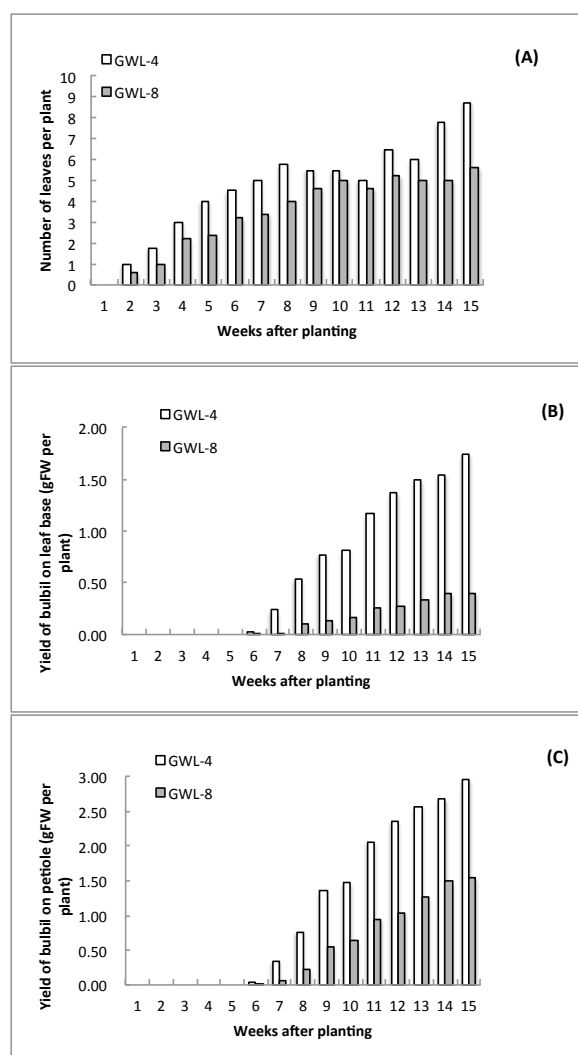 (A)
GWL-4
GWL-8
Number of leaves per plant
10
9
8
7
6
5
4
3
2
1
0
1 2 3 4 5 6 7 8 9 10 11 12 13 14 15
Weeks after planting
(B)
GWL-4
GWL-8
Yield of bulbil on leaf base (gFW per
plant)
2.00
1.50
1.00
0.50
0.00
1 2 3 4 5 6 7 8 9 10 11 12 13 14 15
Weeks after planting
(C)
GWL-4
GWL-8
Yield of bulbil on petiole (gFW per
plant)
3.00
2.50
2.00
1.50
1.00
0.50
0.00
1 2 3 4 5 6 7 8 9 10 11 12 13 14 15
Weeks after planting